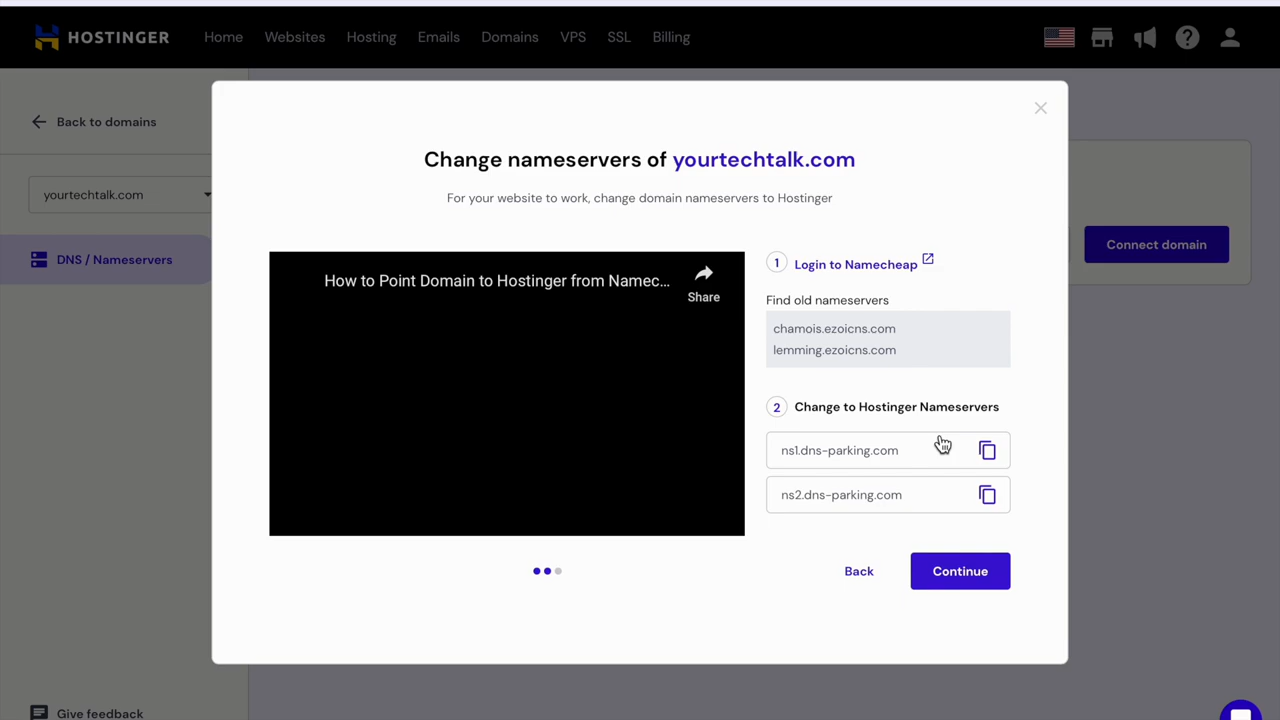 HOSTINGER
Home
Websites
Hosting
Emails
Domains
VPS
SSL
Billing
Back to domains
yourtechtalk.com
DNS / Nameservers
Connect domain
Change nameservers of yourtechtalk.com
For your website to work, change domain nameservers to Hostinger
How to Point Domain to Hostinger from Namec...
Share
1 Login to Namecheap
Find old nameservers
chamois.ezoicns.com
lemming.ezoicns.com
2 Change to Hostinger Nameservers
ns1.dns-parking.com
ns2.dns-parking.com
Back
Continue
Give feedback